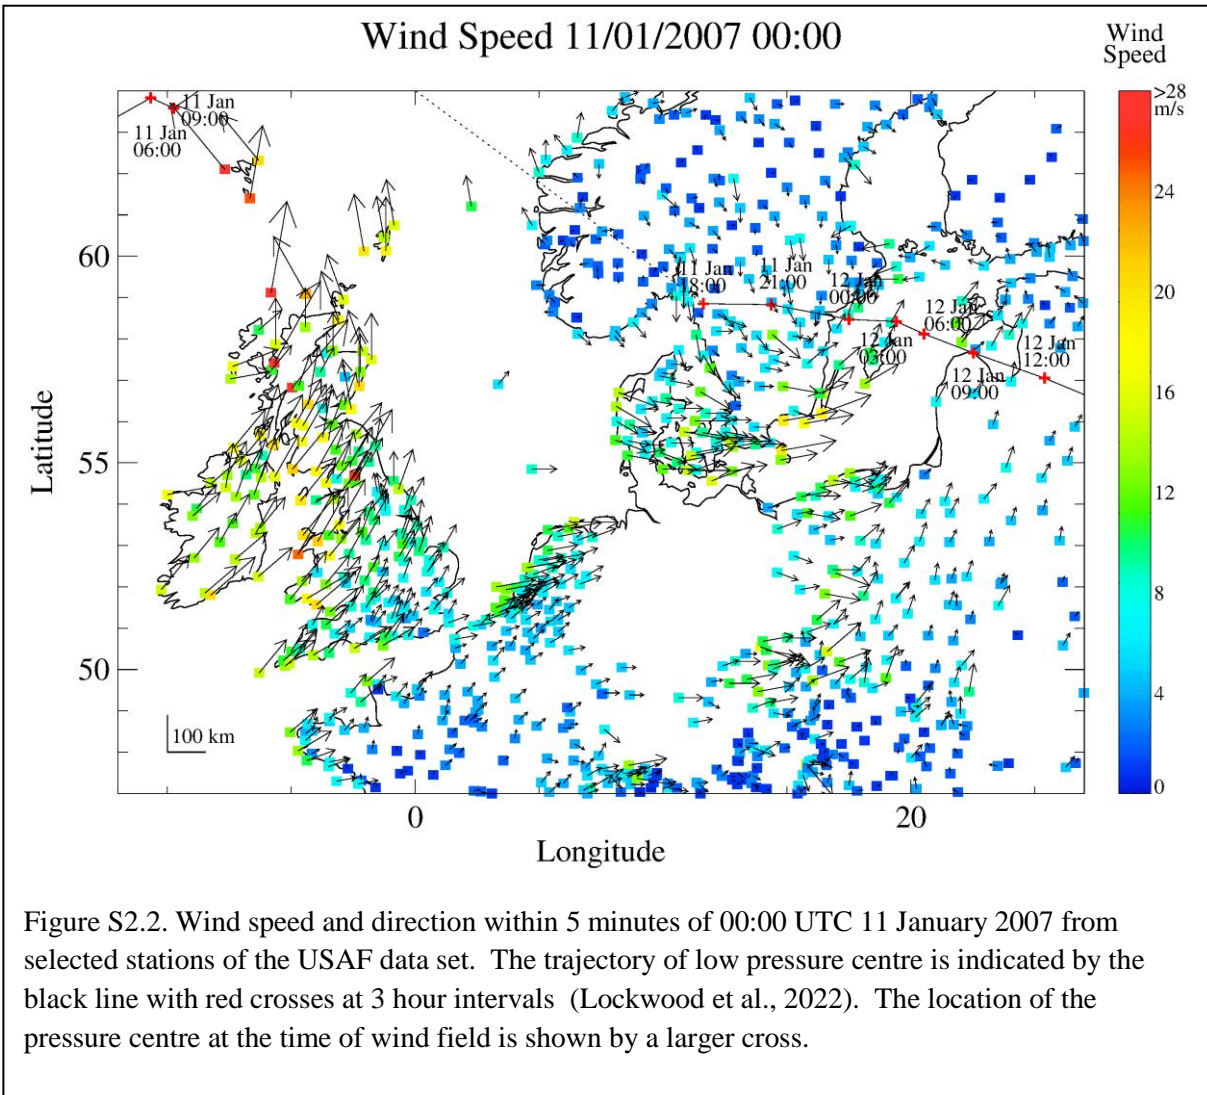 Wind Speed 11/01/2007 00:00
Wind
Speed
>28
m/s
24
20
16
12
8
4
0
11 Jan
09:00
11 Jan
06:00
11 Jan
18:00
11 Jan
21:00
12 Jan
00:00
12 Jan
03:00
12 Jan
06:00
12 Jan
09:00
12 Jan
12:00
Latitude
60
55
50
100 km
0
20
Longitude
Figure S2.2. Wind speed and direction within 5 minutes of 00:00 UTC 11 January 2007 from
selected stations of the USAF data set.  The trajectory of low pressure centre is indicated by the
black line with red crosses at 3 hour intervals  (Lockwood et al., 2022).  The location of the
pressure centre at the time of wind field is shown by a larger cross.